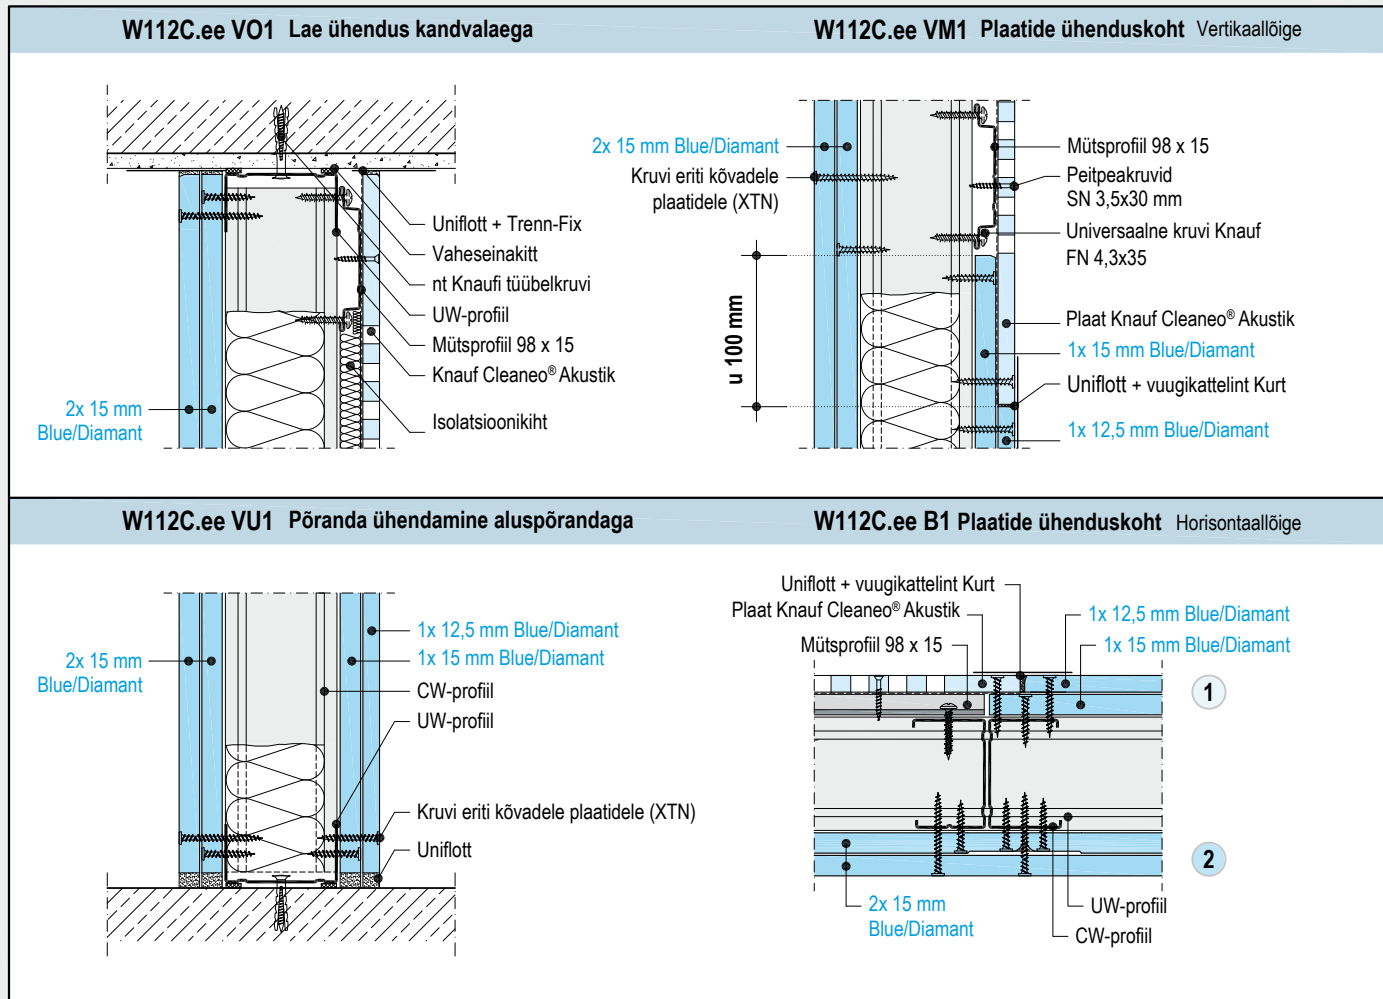 W112C.ee VO1 Lae ühendus kandvalaega
Uniflott + Trenn-Fix
Vaheseinakitt
nt Knaufi tüübelkruvi
UW-profiil
Mütsprofiil 98 x 15
Knauf Cleaneo® Akustik
Isolatsioonikiht
2x 15 mm
Blue/Diamant
W112C.ee VM1 Plaatide ühenduskoht Vertikaallõige
2x 15 mm Blue/Diamant
Kruvi eriti kõvadele
plaatidele (XTN)
u 100 mm
Mütsprofiil 98 x 15
Peitpeakruvid
SN 3,5x30 mm
Universaalne kruvi Knauf
FN 4,3x35
Plaat Knauf Cleaneo® Akustik
1x 15 mm Blue/Diamant
Uniflott + vuugikattelint Kurt
1x 12,5 mm Blue/Diamant
W112C.ee VU1 Põranda ühendamine aluspõrandaga
2x 15 mm
Blue/Diamant
1x 12,5 mm Blue/Diamant
1x 15 mm Blue/Diamant
CW-profiil
UW-profiil
Kruvi eriti kõvadele plaatidele (XTN)
Uniflott
W112C.ee B1 Plaatide ühenduskoht Horisontaallõige
Uniflott + vuugikattelint Kurt
Plaat Knauf Cleaneo® Akustik
Mütsprofiil 98 x 15
1x 12,5 mm Blue/Diamant
1x 15 mm Blue/Diamant
1
2
2x 15 mm
Blue/Diamant
UW-profiil
CW-profiil